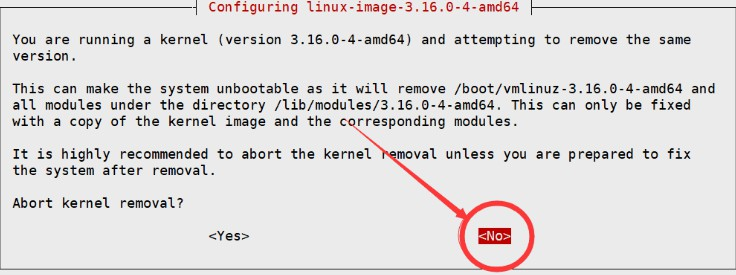 Configuring linux-image-3.16.0-4-amd64
You are running a kernel (version 3.16.0-4-amd64) and attempting to remove the same
version.
This can make the system unbootable as it will remove /boot/vmlinuz-3.16.0-4-amd64 and
all modules under the directory /lib/modules/3.16.0-4-amd64. This can only be fixed
with a copy of the kernel image and the corresponding modules.
It is highly recommended to abort the kernel removal unless you are prepared to fix
the system after removal.
Abort kernel removal?
<Yes> <No>